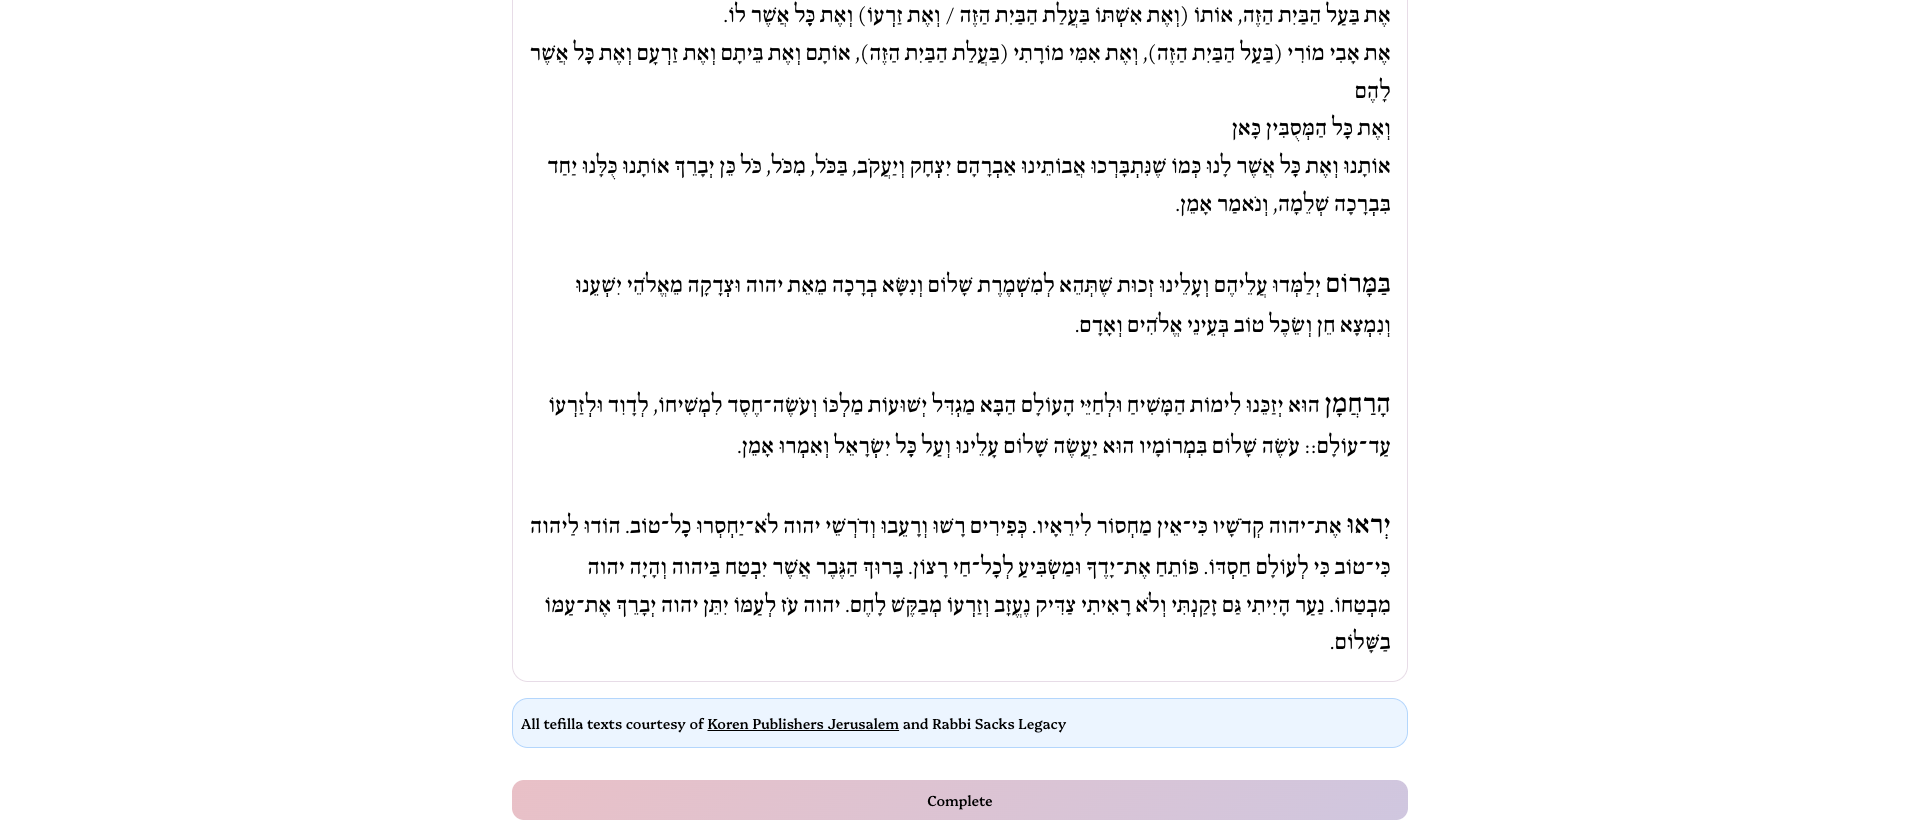 אֶת בַּעַל הַבַּיִת הַזֶּה, אוֹתוֹ (וְאֶת אִשְׁתּוֹ בַּעֲלַת הַבַּיִת הַזֶּה / וְאֶת זַרְעוֹ) וְאֶת כׇּל אֲשֶׁר לוֹ.
אֶת אָבִי מוֹרִי (בַּעַל הַבַּיִת הַזֶּה), וְאֶת אִמִּי מוֹרָתִי (בַּעֲלַת הַבַּיִת הַזֶּה), אוֹתָם וְאֶת בֵּיתָם וְאֶת זַרְעָם וְאֶת כׇּל אֲשֶׁר
לָהֶם
וְאֶת כׇּל הַמְּסֻבִּין כָּאן
אוֹתָנוּ וְאֶת כׇּל אֲשֶׁר לָנוּ כְּמוֹ שֶׁנִּתְבָּרְכוּ אֲבוֹתֵינוּ אַבְרָהָם יִצְחָק וְיַעֲקֹב, בַּכֹּל, מִכֹּל, כֹּל כֵּן יְבָרֵךְ אוֹתָנוּ כֻּלָּנוּ יַחַד
בִּבְרָכָה שְׁלֵמָה, וְנֹאמַר אָמֵן.
בַּמָּרוֹם יְלַמְּדוּ עֲלֵיהֶם וְעָלֵינוּ זְכוּת שֶׁתְּהֵא לְמִשְׁמֶרֶת שָׁלוֹם וְנִשָּׂא בְרָכָה מֵאֵת יהוה וּצְדָקָה מֵאֱלֹהֵי יִשְׁעֵנוּ
וְנִמְצָא חֵן וְשֵׂכֶל טוֹב בְּעֵינֵי אֱלֹהִים וְאָדָם.
הָרַחֲמָן הוּא יְזַכֵּנוּ לִימוֹת הַמָּשִׁיחַ וּלְחַיֵּי הָעוֹלָם הַבָּא מַגְדִּל יְשׁוּעוֹת מַלְכּוֹ וְעֹשֶׂה־חֶסֶד לִמְשִׁיחוֹ, לְדָוִד וּלְזַרְעוֹ
עַד־עוֹלָם:: עֹשֶׂה שָׁלוֹם בִּמְרוֹמָיו הוּא יַעֲשֶׂה שָׁלוֹם עָלֵינוּ וְעַל כׇּל יִשְׂרָאֵל וְאִמְרוּ אָמֵן.
יְראוּ אֶת־יהוה קְדֹשָׁיו כִּי־אֵין מַחְסוֹר לִירֵאָיו. כְּפִירִים רָשׁוּ וְרָעֵבוּ וְדֹרְשֵׁי יהוה לֹא־יַחְסְרוּ כׇל־טוֹב. הוֹדוּ לַיהוה
כִּי־טוֹב כִּי לְעוֹלָם חַסְדּוֹ. פּוֹתֵחַ אֶת־יָדֶךָ וּמַשְׂבִּיעַ לְכׇל־חַי רָצוֹן. בָּרוּךְ הַגֶּבֶר אֲשֶׁר יִבְטַח בַּיהוה וְהָיָה יהוה
מִבְטַחוֹ. נַעַר הָיִיתִי גַּם זָקַנְתִּי וְלֹא רָאִיתִי צַדִּיק נֶעֱזָב וְזַרְעוֹ מְבַקֶּשׁ לָחֶם. יהוה עֹז לְעַמּוֹ יִתֵּן יהוה יְבָרֵךְ אֶת־עַמּוֹ
בַשָּׁלוֹם.
All tefilla texts courtesy of Koren Publishers Jerusalem and Rabbi Sacks Legacy
Complete